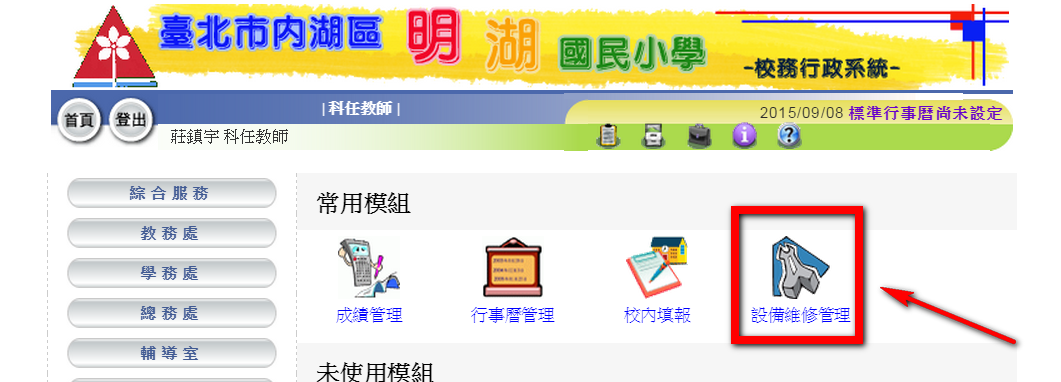 臺北市内湖區 明湖 國民小學 -校務行政系統-
首頁 登出
| 科任教師 |
2015/09/08 標準行事曆尚未設定
莊鎮宇 科任教師
綜合服務
教務處
學務處
總務處
輔導室
常用模組
成績管理 行事曆管理 校內填報 設備維修管理
未使用模組